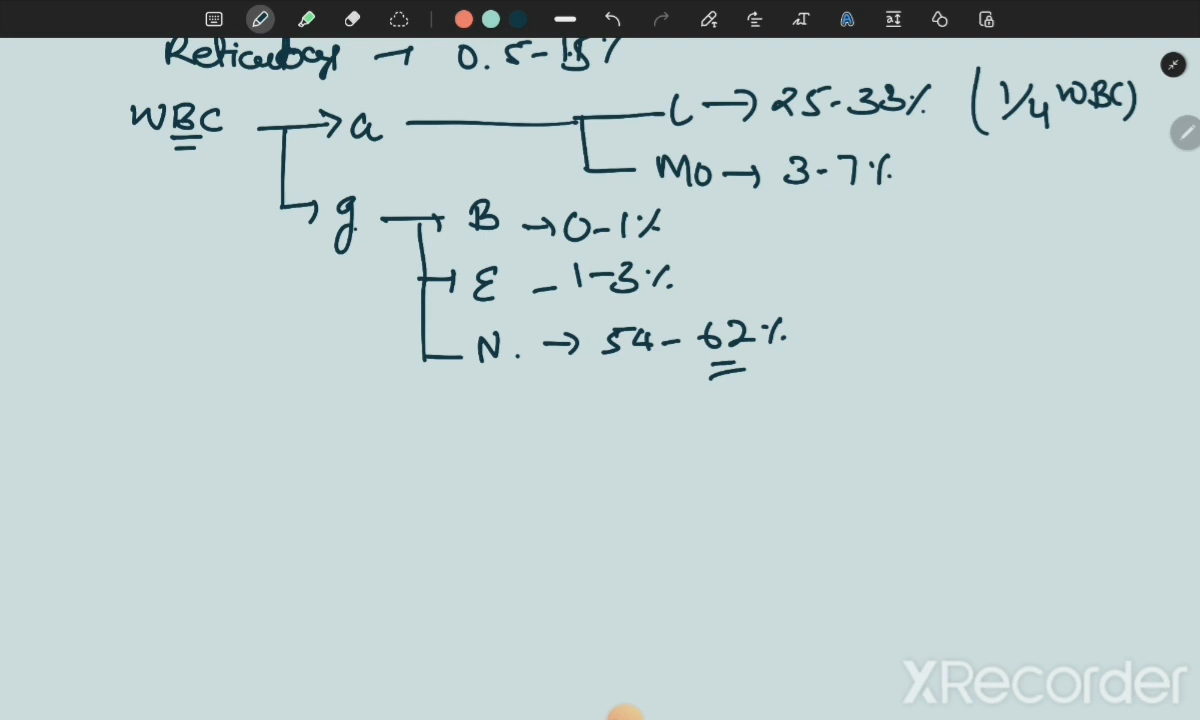 → 0.5-1.5%
WBC → a — L → 25-33% (1/4 WBC)
Mo → 3-7%
g — B → 0-1%
E - 1-3%
N. → 54-62%
XRecorder